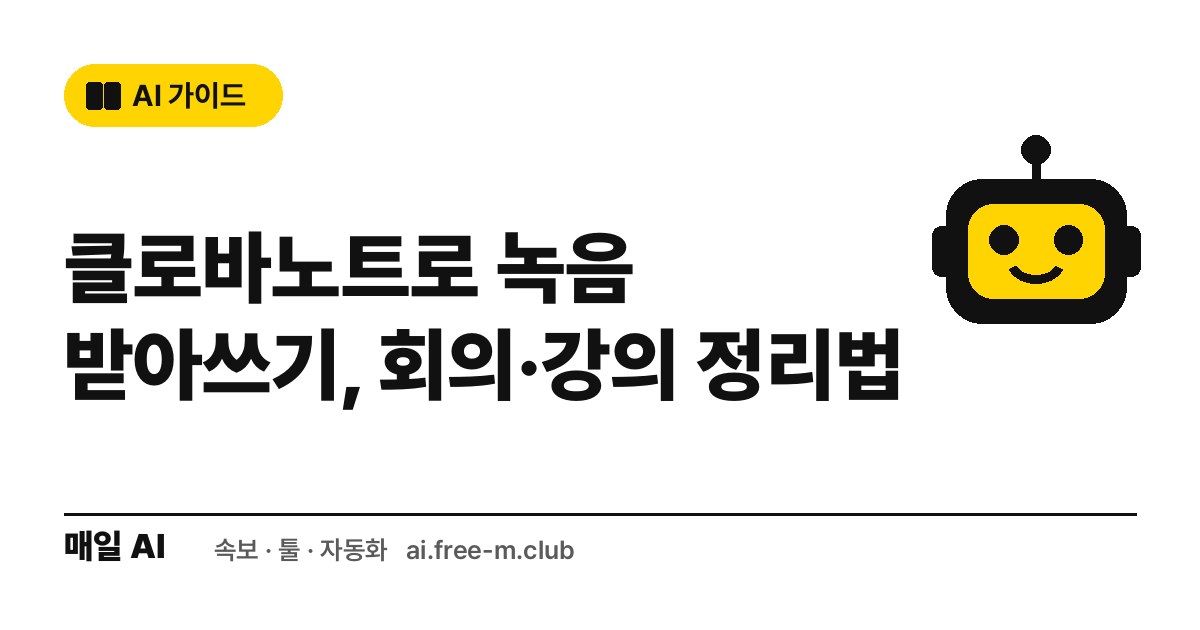 AI 가이드
클로바노트로 녹음
받아쓰기, 회의·강의 정리법
매일 AI 속보 · 툴 · 자동화 ai.free-m.club